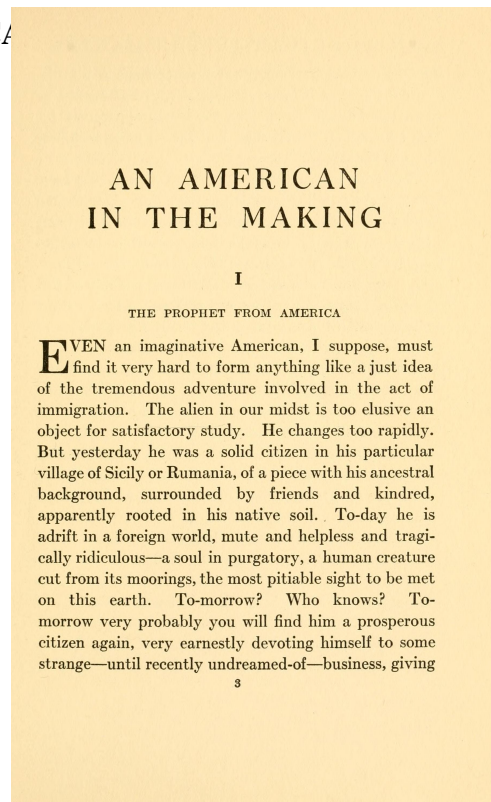 AN AMERICAN
IN THE MAKING
I
THE PROPHET FROM AMERICA
EVEN an imaginative American, I suppose, must
find it very hard to form anything like a just idea
of the tremendous adventure involved in the act of
immigration. The alien in our midst is too elusive an
object for satisfactory study. He changes too rapidly.
But yesterday he was a solid citizen in his particular
village of Sicily or Rumania, of a piece with his ancestral
background, surrounded by friends and kindred,
apparently rooted in his native soil. To-day he is
adrift in a foreign world, mute and helpless and tragi-
cally ridiculous—a soul in purgatory, a human creature
cut from its moorings, the most pitiable sight to be met
on this earth. To-morrow? Who knows? To-
morrow very probably you will find him a prosperous
citizen again, very earnestly devoting himself to some
strange—until recently undreamed-of—business, giving
3